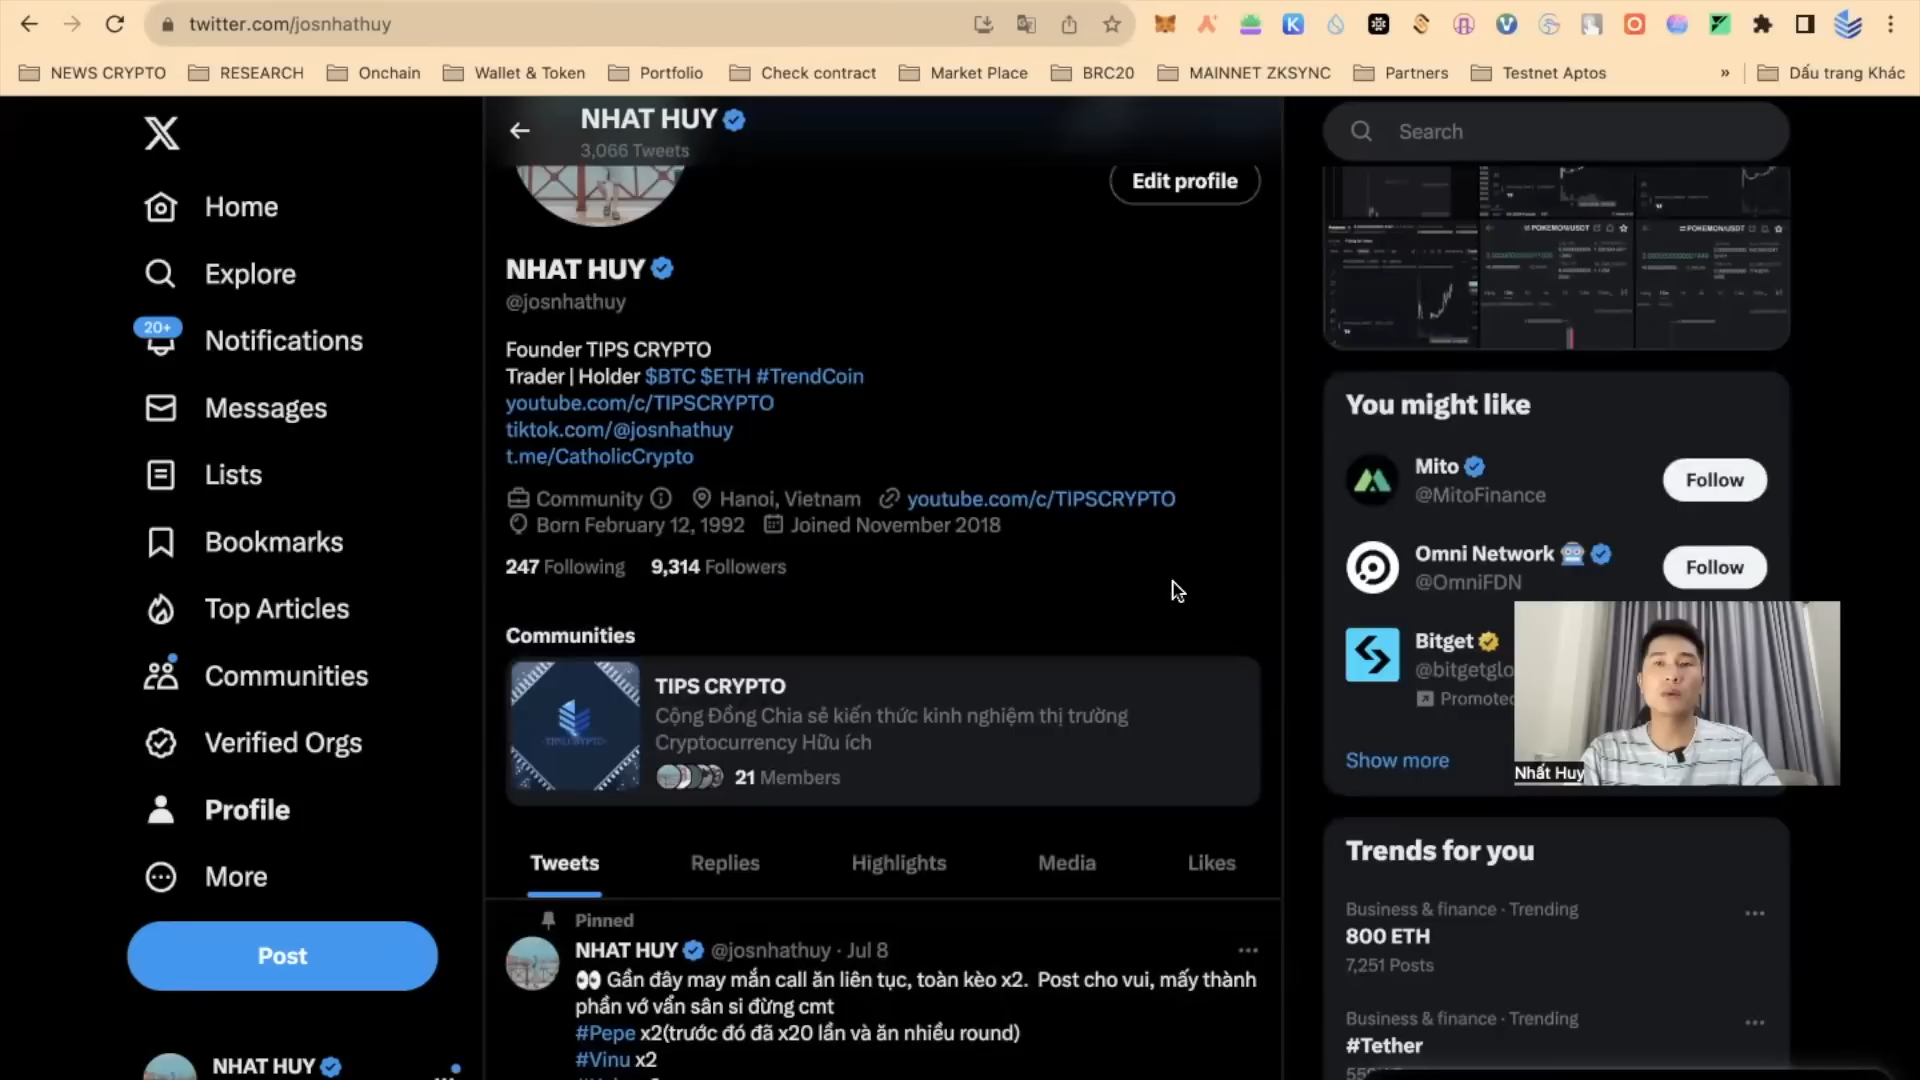 twitter.com/josnhathuy
NEWS CRYPTO
RESEARCH
Onchain
Wallet & Token
Portfolio
Check contract
Market Place
BRC20
MAINNET ZKSYNC
Partners
Testnet Aptos
»
Dấu trang Khác
NHAT HUY
3,066 Tweets
Edit profile
Home
Explore
20+
Notifications
Messages
Lists
Bookmarks
Top Articles
Communities
Verified Orgs
Profile
More
Post
NHAT HUY
NHAT HUY
@josnhathuy
Founder TIPS CRYPTO
Trader | Holder $BTC $ETH #TrendCoin
youtube.com/c/TIPSCRYPTO
tiktok.com/@josnhathuy
t.me/CatholicCrypto
Community Hanoi, Vietnam youtube.com/c/TIPSCRYPTO
Born February 12, 1992 Joined November 2018
247 Following 9,314 Followers
Communities
TIPS CRYPTO
Cộng Đồng Chia sẻ kiến thức kinh nghiệm thị trường
Cryptocurrency Hữu ích
21 Members
Tweets Replies Highlights Media Likes
Pinned
NHAT HUY @josnhathuy · Jul 8
Gần đây may mắn call ăn liên tục, toàn kèo x2. Post cho vui, mấy thành
phần vớ vẩn sân si đừng cmt
#Pepe x2(trước đó đã x20 lần và ăn nhiều round)
#Vinu x2
Search
POKEMON/USDT
POKEMON/USDT
You might like
Mito
@MitoFinance
Follow
Omni Network
@OmniFDN
Follow
Bitget
@bitgetglo
Promoted
Show more
Nhất Huy
Trends for you
Business & finance · Trending
800 ETH
7,251 Posts
Business & finance · Trending
#Tether